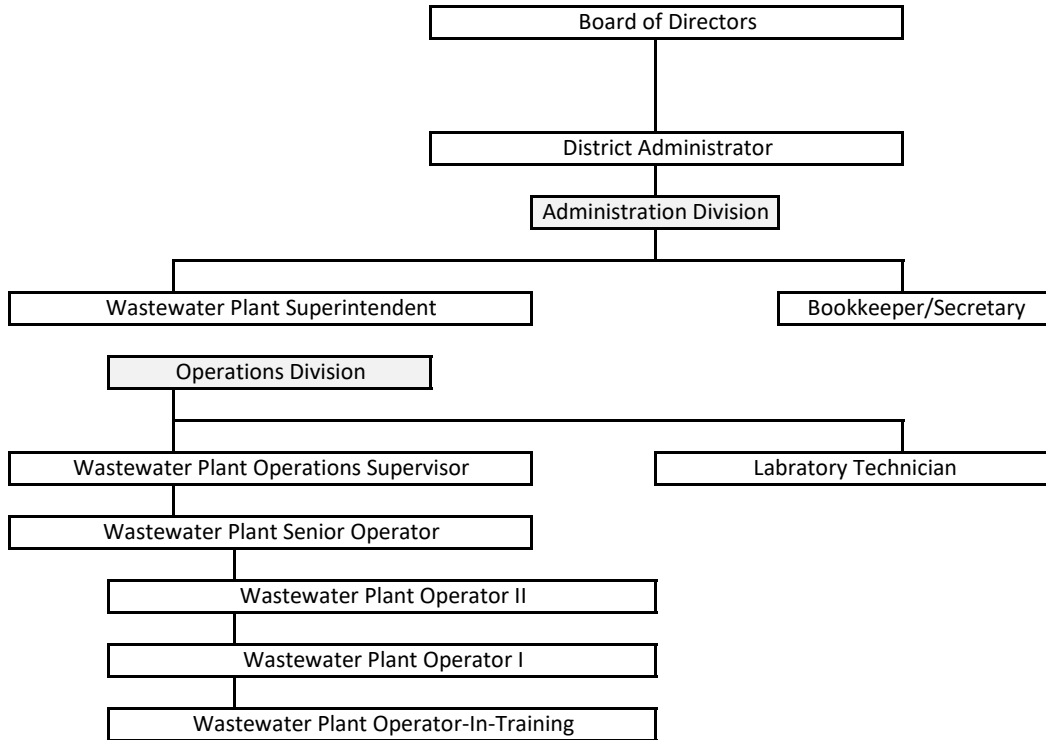 Board of Directors
District Administrator
Administration Division
Wastewater Plant Superintendent
Bookkeeper/Secretary
Operations Division
Wastewater Plant Operations Supervisor
Labratory Technician
Wastewater Plant Senior Operator
Wastewater Plant Operator II
Wastewater Plant Operator I
Wastewater Plant Operator-In-Training